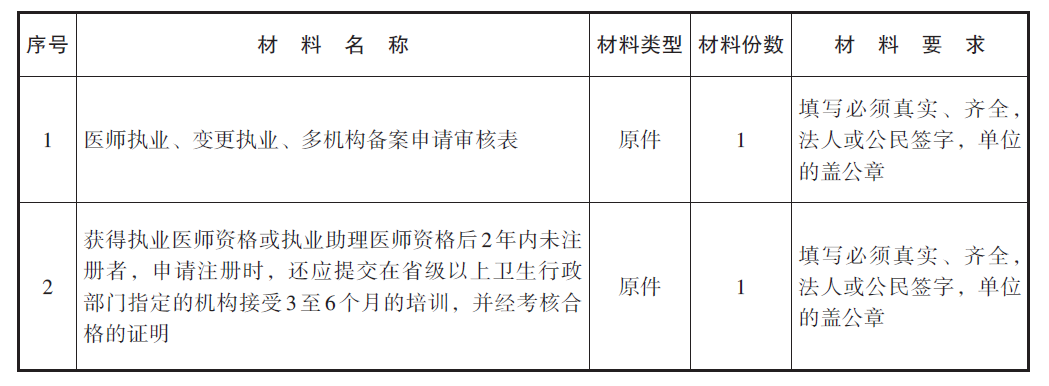 序号 材料名称 材料类型 材料份数 材料要求
1 医师执业、变更执业、多机构备案申请审核表 原件 1 填写必须真实、齐全，
法人或公民签字，单位
的盖公章
2 获得执业医师资格或执业助理医师资格后2年内未注
册者，申请注册时，还应提交在省级以上卫生行政
部门指定的机构接受3至6个月的培训，并经考核合
格的证明 原件 1 填写必须真实、齐全，
法人或公民签字，单位
的盖公章